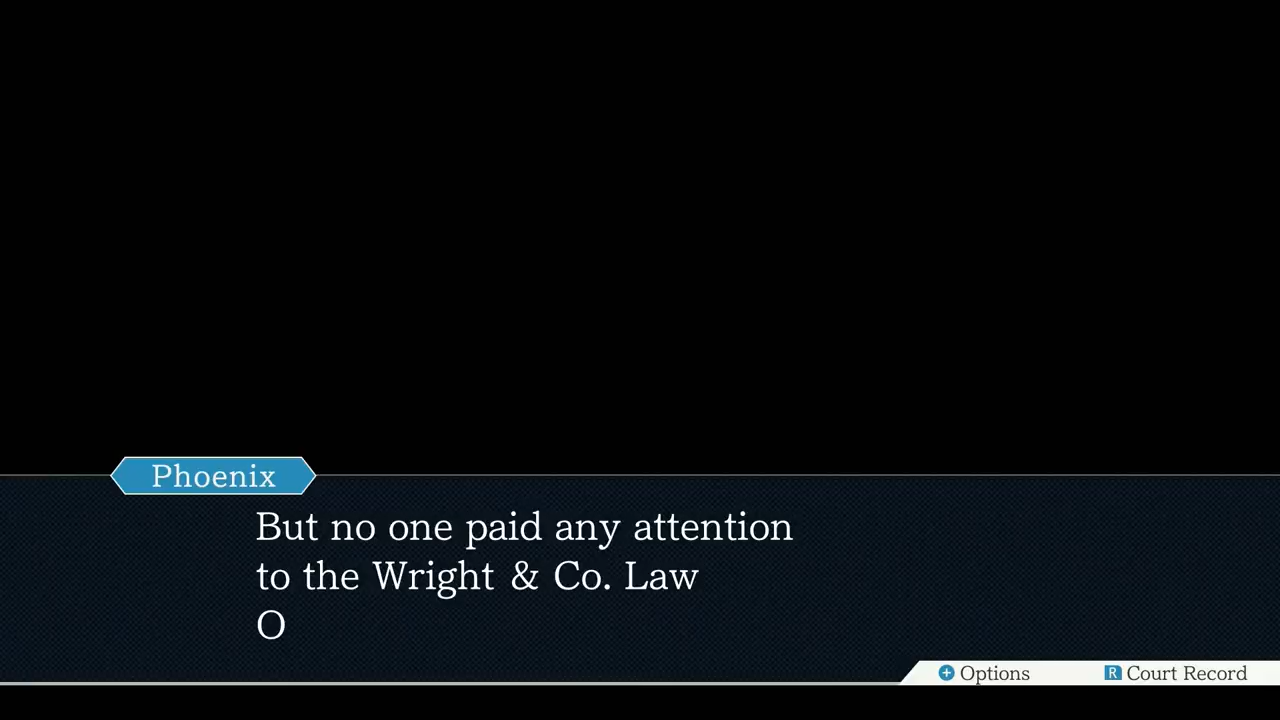 Phoenix
But no one paid any attention
to the Wright & Co. Law
O
+ Options
R Court Record